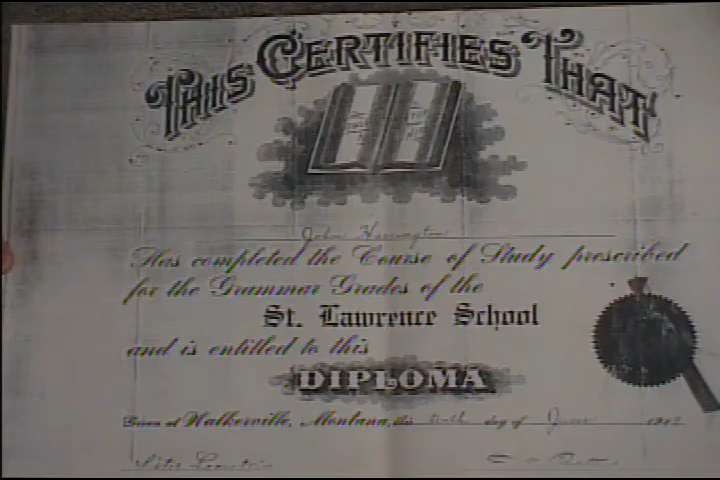 THIS CERTIFIES THAT
John Harrington
Has completed the Course of Study prescribed
for the Grammar Grades of the
St. Lawrence School
and is entitled to this
DIPLOMA
Given at Walkerville, Montana, this tenth day of June